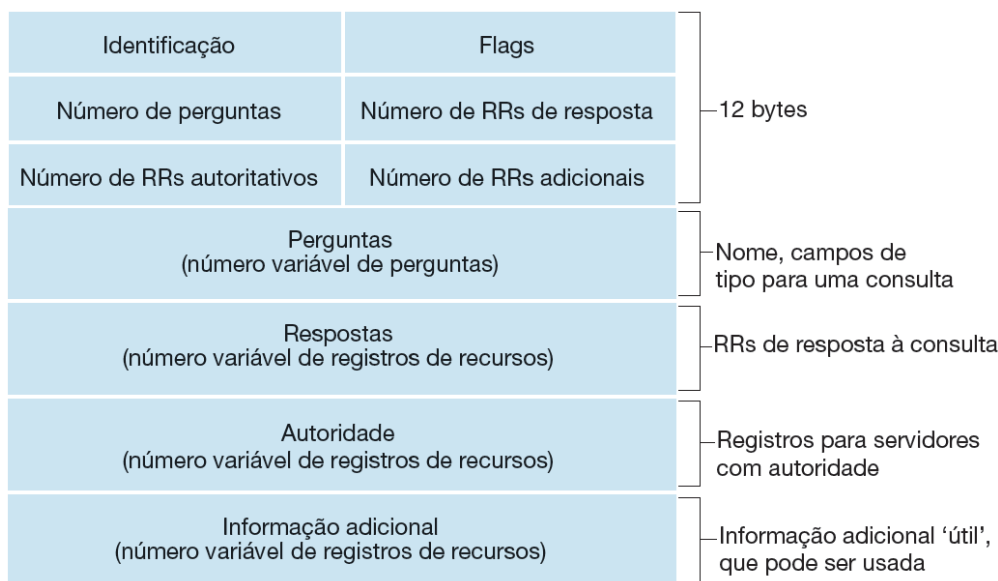 Identificação
Flags
Número de perguntas
Número de RRs de resposta
12 bytes
Número de RRs autoritativos
Número de RRs adicionais
Perguntas
(número variável de perguntas)
Nome, campos de
tipo para uma consulta
Respostas
(número variável de registros de recursos)
RRs de resposta à consulta
Autoridade
(número variável de registros de recursos)
Registros para servidores
com autoridade
Informação adicional
(número variável de registros de recursos)
Informação adicional ‘útil’,
que pode ser usada